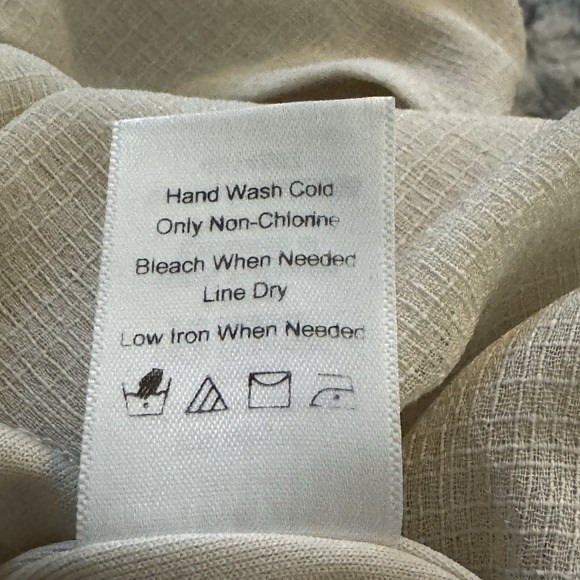 Hand Wash Cold
Only Non-Chlorine
Bleach When Needed
Line Dry
Low Iron When Needed